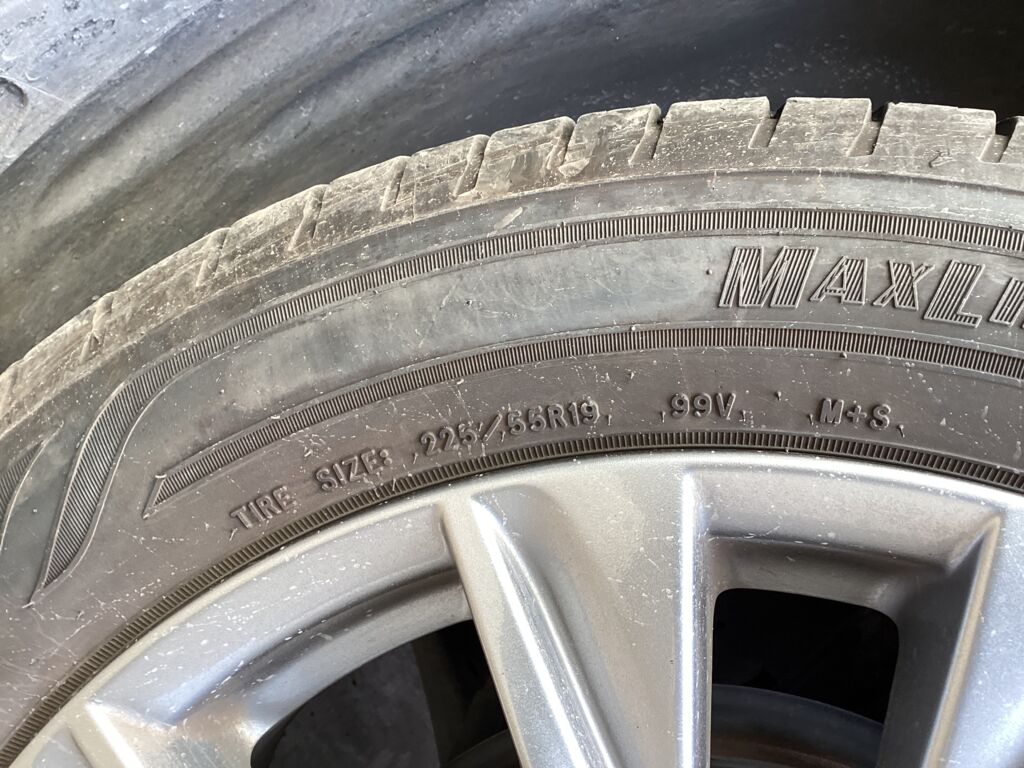 MAXLI
TIRE SIZE: 225/55R19 99V M+S